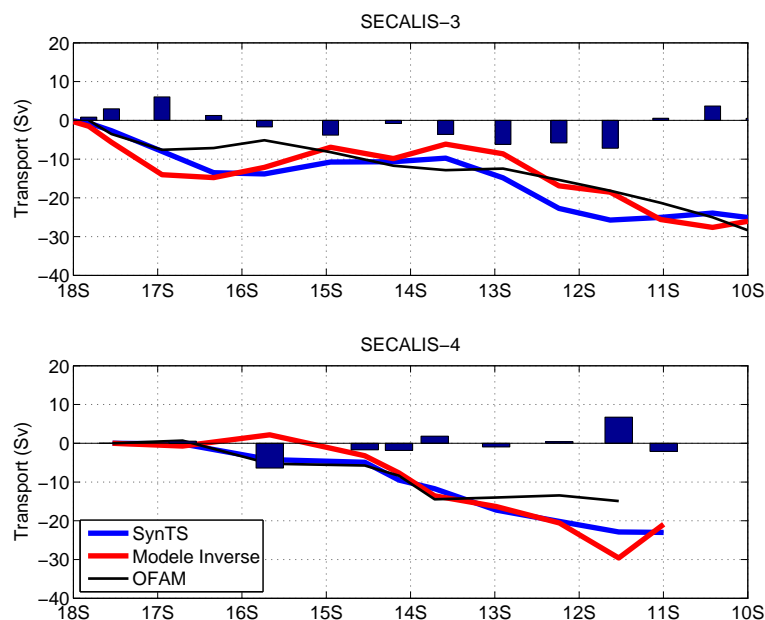 SECALIS−3
Transport (Sv)
20
10
0
−10
−20
−30
−40
18S 17S 16S 15S 14S 13S 12S 11S 10S
SECALIS−4
Transport (Sv)
20
10
0
−10
−20
−30
−40
SynTS
Modele Inverse
OFAM
18S 17S 16S 15S 14S 13S 12S 11S 10S